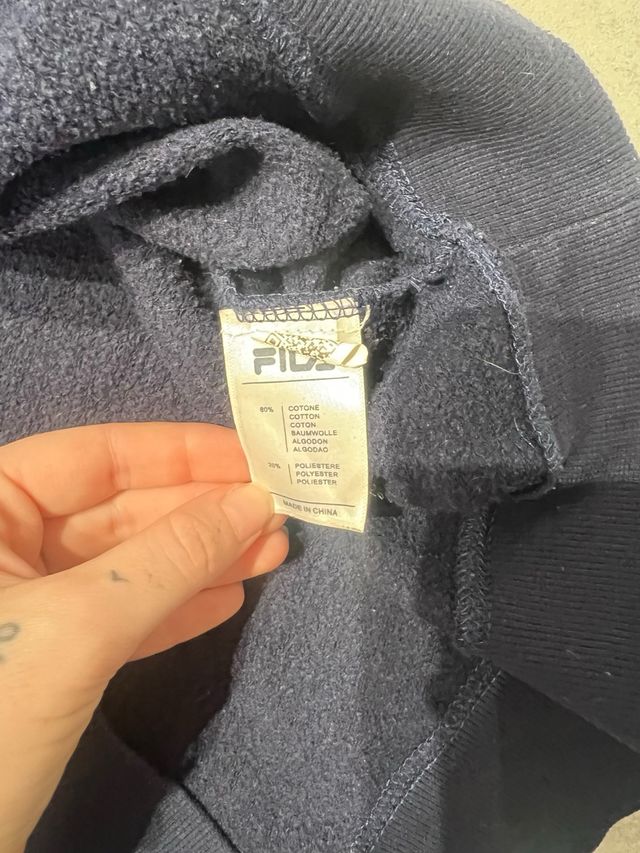 FILA
80% COTONE
COTTON
COTON
BAUMWOLLE
ALGODON
ALGODAO
20% POLIESTERE
POLYESTER
POLIESTER
MADE IN CHINA